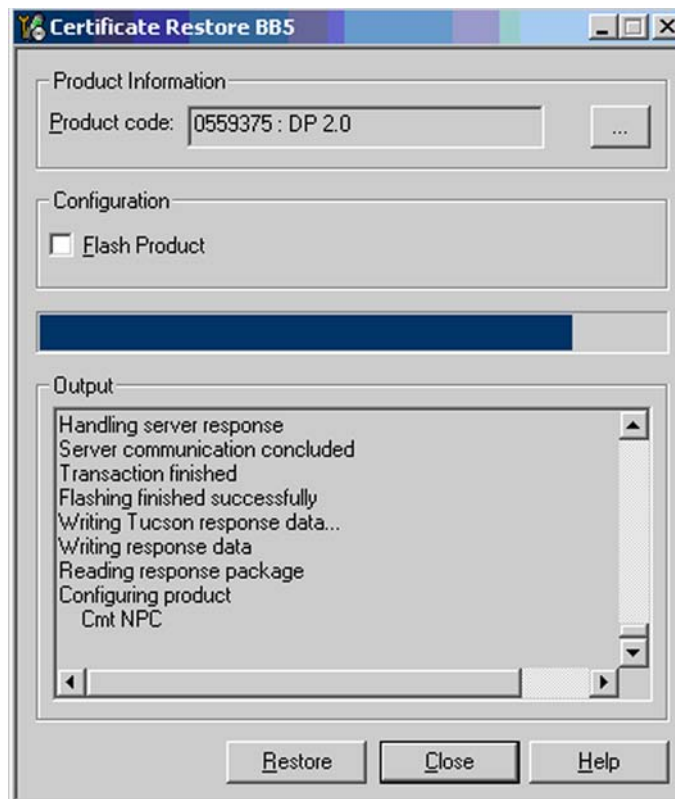 Certificate Restore BB5
Product Information
Product code: 0559375 : DP 2.0
...
Configuration
Flash Product
Output
Handling server response
Server communication concluded
Transaction finished
Flashing finished successfully
Writing Tucson response data...
Writing response data
Reading response package
Configuring product
Cmt NPC
Restore Close Help